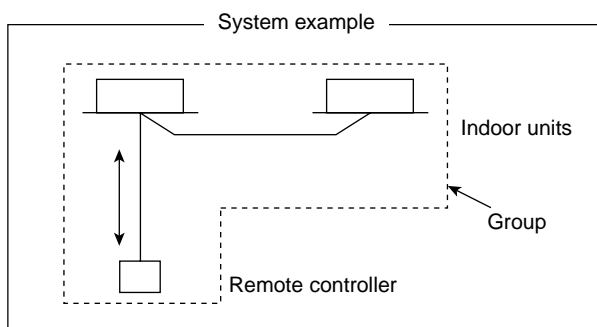 System example
Indoor units
Group
Remote controller